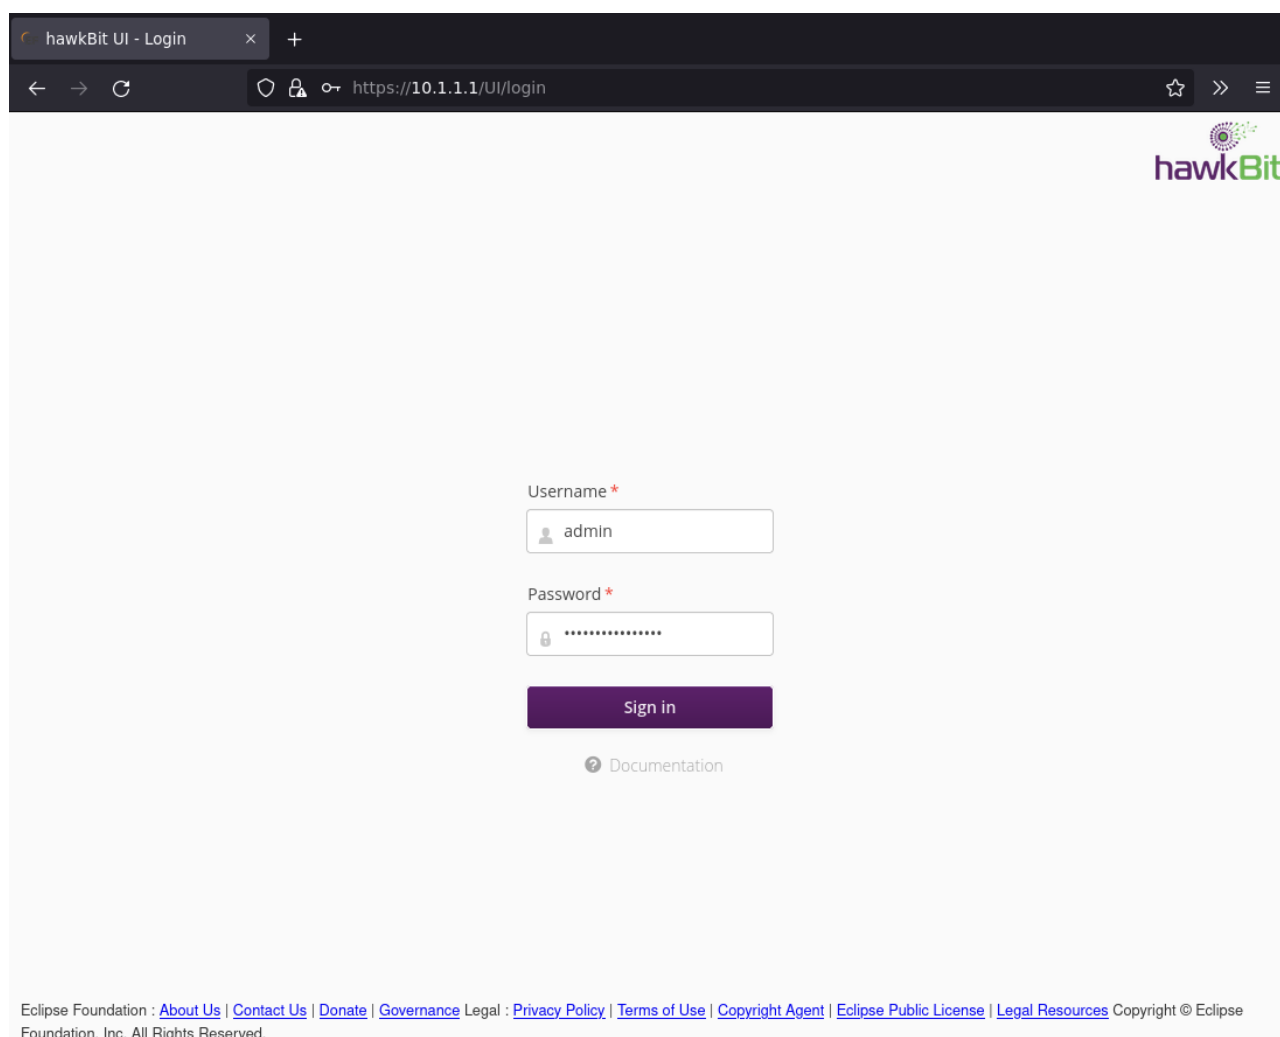 hawkBit UI - Login
https://10.1.1.1/UI/login
hawkBit
Username *
admin
Password *
••••••••••••••••
Sign in
Documentation
Eclipse Foundation : About Us | Contact Us | Donate | Governance Legal : Privacy Policy | Terms of Use | Copyright Agent | Eclipse Public License | Legal Resources Copyright © Eclipse
Foundation, Inc. All Rights Reserved.